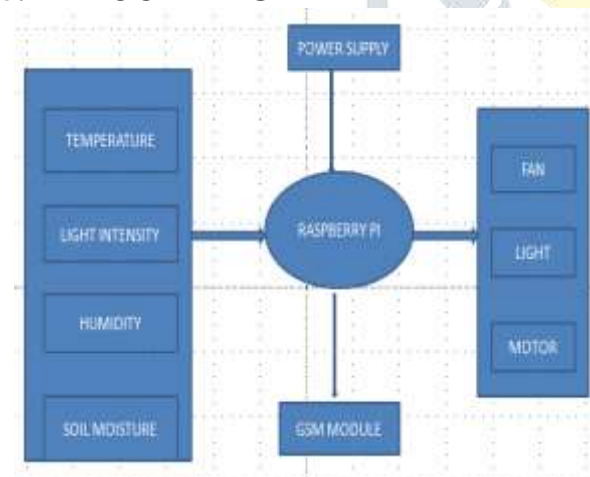 POWER SUPPLY
TEMPERATURE
LIGHT INTENSITY
HUMIDITY
SOIL MOISTURE
RASPBERRY PI
FAN
LIGHT
MOTOR
GSM MODULE